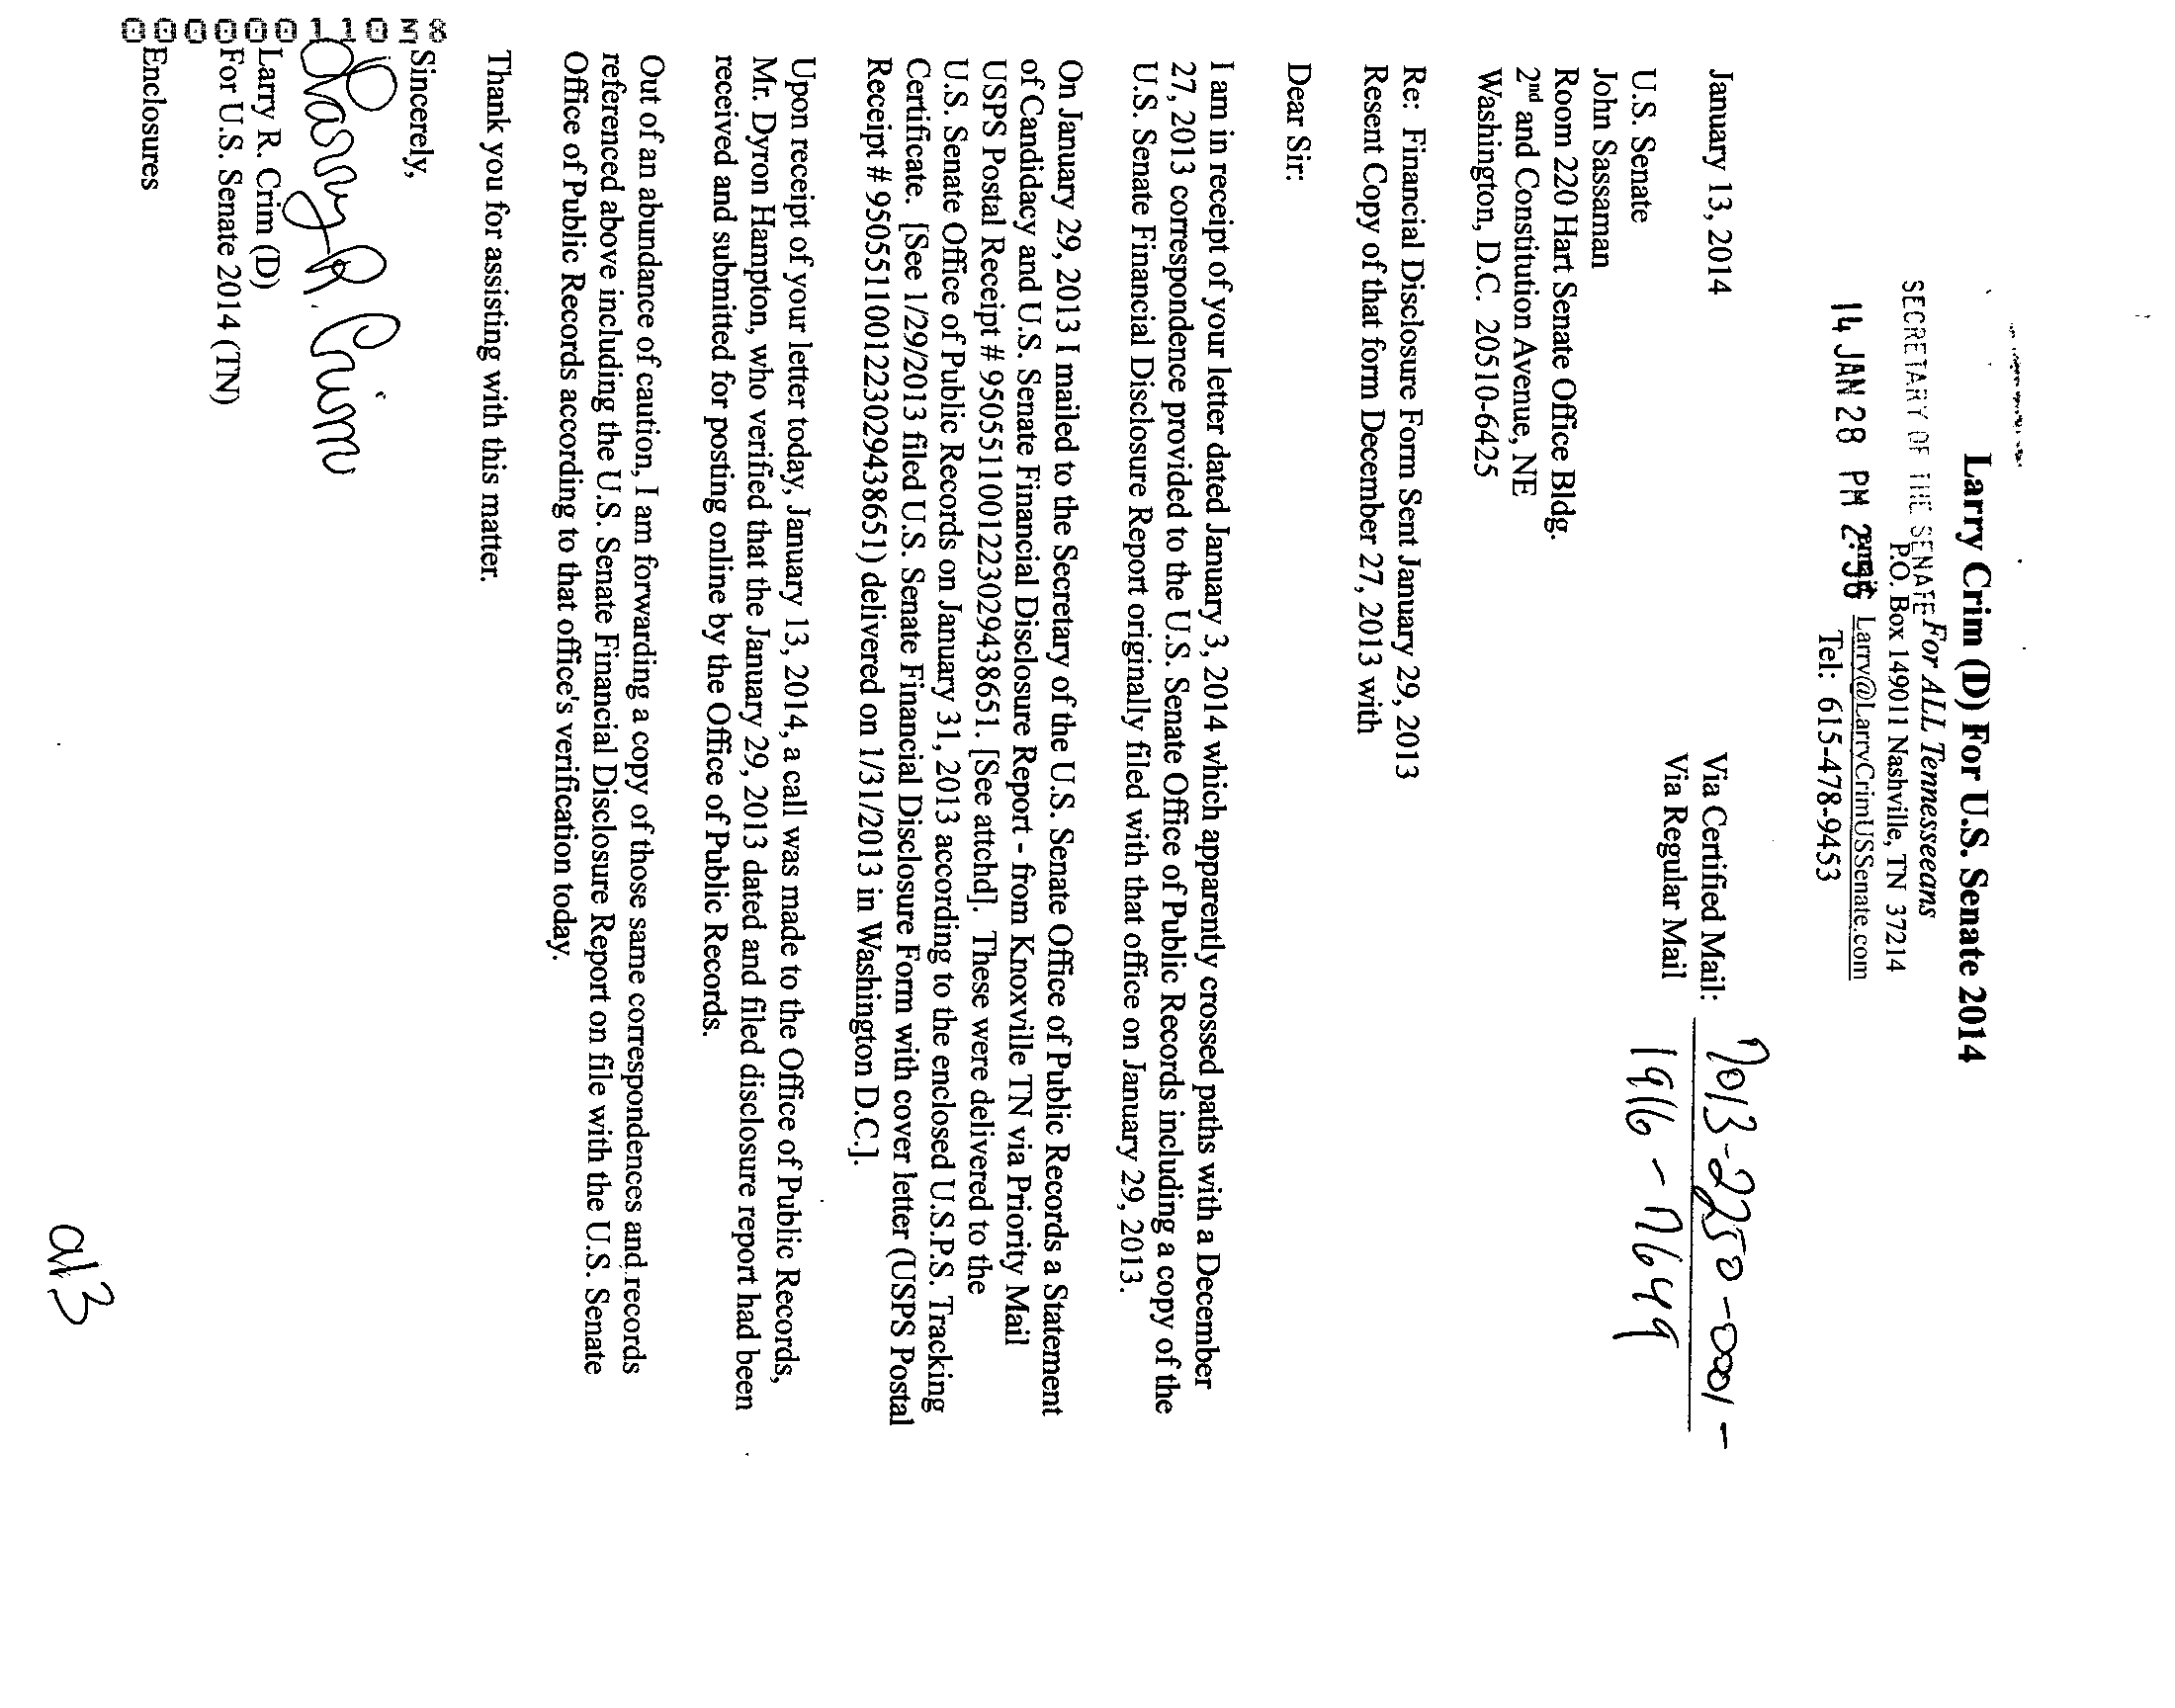 Larry Crim (D) For U.S. Senate 2014
SECRETARY OF THE SENATE
For ALL Tennesseeans
P.O. Box 149011 Nashville, TN 37214
14 JAN 28 PM
Larry@LarryCrimUSSenate.com
Tel: 615-478-9453
January 13, 2014
Via Certified Mail: 7013-2250-0001-
Via Regular Mail 1916-7649
U.S. Senate
John Sassaman
Room 220 Hart Senate Office Bldg.
2nd and Constitution Avenue, NE
Washington, D.C. 20510-6425
Re: Financial Disclosure Form Sent January 29, 2013
Resent Copy of that form December 27, 2013 with
Dear Sir:
I am in receipt of your letter dated January 3, 2014 which apparently crossed paths with a December
27, 2013 correspondence provided to the U.S. Senate Office of Public Records including a copy of the
U.S. Senate Financial Disclosure Report originally filed with that office on January 29, 2013.
On January 29, 2013 I mailed to the Secretary of the U.S. Senate Office of Public Records a Statement
of Candidacy and U.S. Senate Financial Disclosure Report - from Knoxville TN via Priority Mail
USPS Postal Receipt # 9505511001223029438651. [See attchd]. These were delivered to the
U.S. Senate Office of Public Records on January 31, 2013 according to the enclosed U.S.P.S. Tracking
Certificate. [See 1/29/2013 filed U.S. Senate Financial Disclosure Form with cover letter (USPS Postal
Receipt # 9505511001223029438651) delivered on 1/31/2013 in Washington D.C.].
Upon receipt of your letter today, January 13, 2014, a call was made to the Office of Public Records,
Mr. Dyron Hampton, who verified that the January 29, 2013 dated and filed disclosure report had been
received and submitted for posting online by the Office of Public Records.
Out of an abundance of caution, I am forwarding a copy of those same correspondences and records
referenced above including the U.S. Senate Financial Disclosure Report on file with the U.S. Senate
Office of Public Records according to that office's verification today.
Thank you for assisting with this matter.
Sincerely,
Larry R. Crim
Larry R. Crim (D)
For U.S. Senate 2014 (TN)
Enclosures